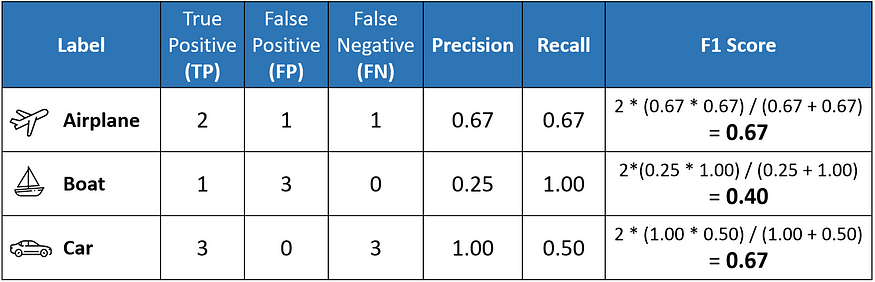 Label
True
Positive
(TP)
False
Positive
(FP)
False
Negative
(FN)
Precision
Recall
F1 Score
Airplane
2
1
1
0.67
0.67
2 * (0.67 * 0.67) / (0.67 + 0.67)
= 0.67
Boat
1
3
0
0.25
1.00
2*(0.25 * 1.00) / (0.25 + 1.00)
= 0.40
Car
3
0
3
1.00
0.50
2 * (1.00 * 0.50) / (1.00 + 0.50)
= 0.67